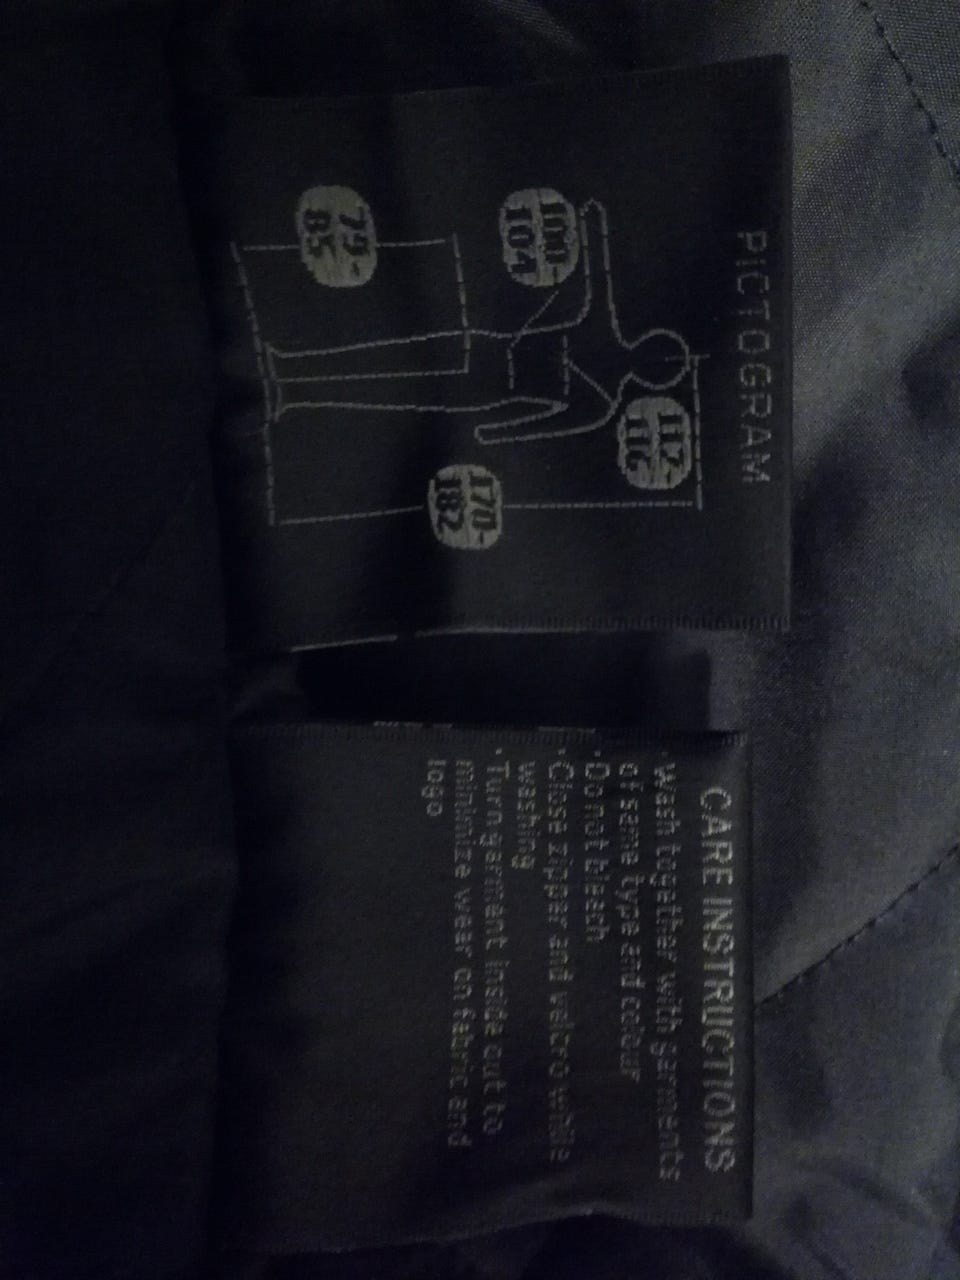 PICTOGRAM
112-
116
100-
104
170-
182
79-
85
CARE INSTRUCTIONS
·Wash together with garments
of same type and colour
·Do not bleach
·Close zipper and velcro while
washing
·Turn garment inside out to
minimize wear on fabric and
logo